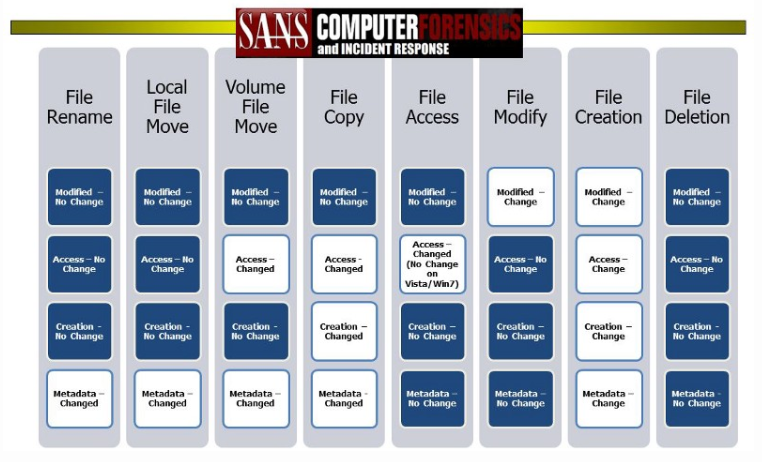 SANS COMPUTER FORENSICS
and INCIDENT RESPONSE
File
Rename
Local
File
Move
Volume
File
Move
File
Copy
File
Access
File
Modify
File
Creation
File
Deletion
Modified –
No Change
Modified –
No Change
Modified –
No Change
Modified –
No Change
Modified –
No Change
Modified –
Change
Modified –
Change
Modified –
No Change
Access – No
Change
Access – No
Change
Access –
Changed
Access -
Changed
Access –
Changed
(No Change
on
Vista/Win7)
Access – No
Change
Access –
Change
Access – No
Change
Creation -
No Change
Creation -
No Change
Creation -
No Change
Creation –
Changed
Creation –
No Change
Creation –
No Change
Creation –
Change
Creation -
No Change
Metadata –
Changed
Metadata –
Changed
Metadata –
Changed
Metadata -
Changed
Metadata –
No Change
Metadata -
No Change
Metadata –
Change
Metadata -
No Change